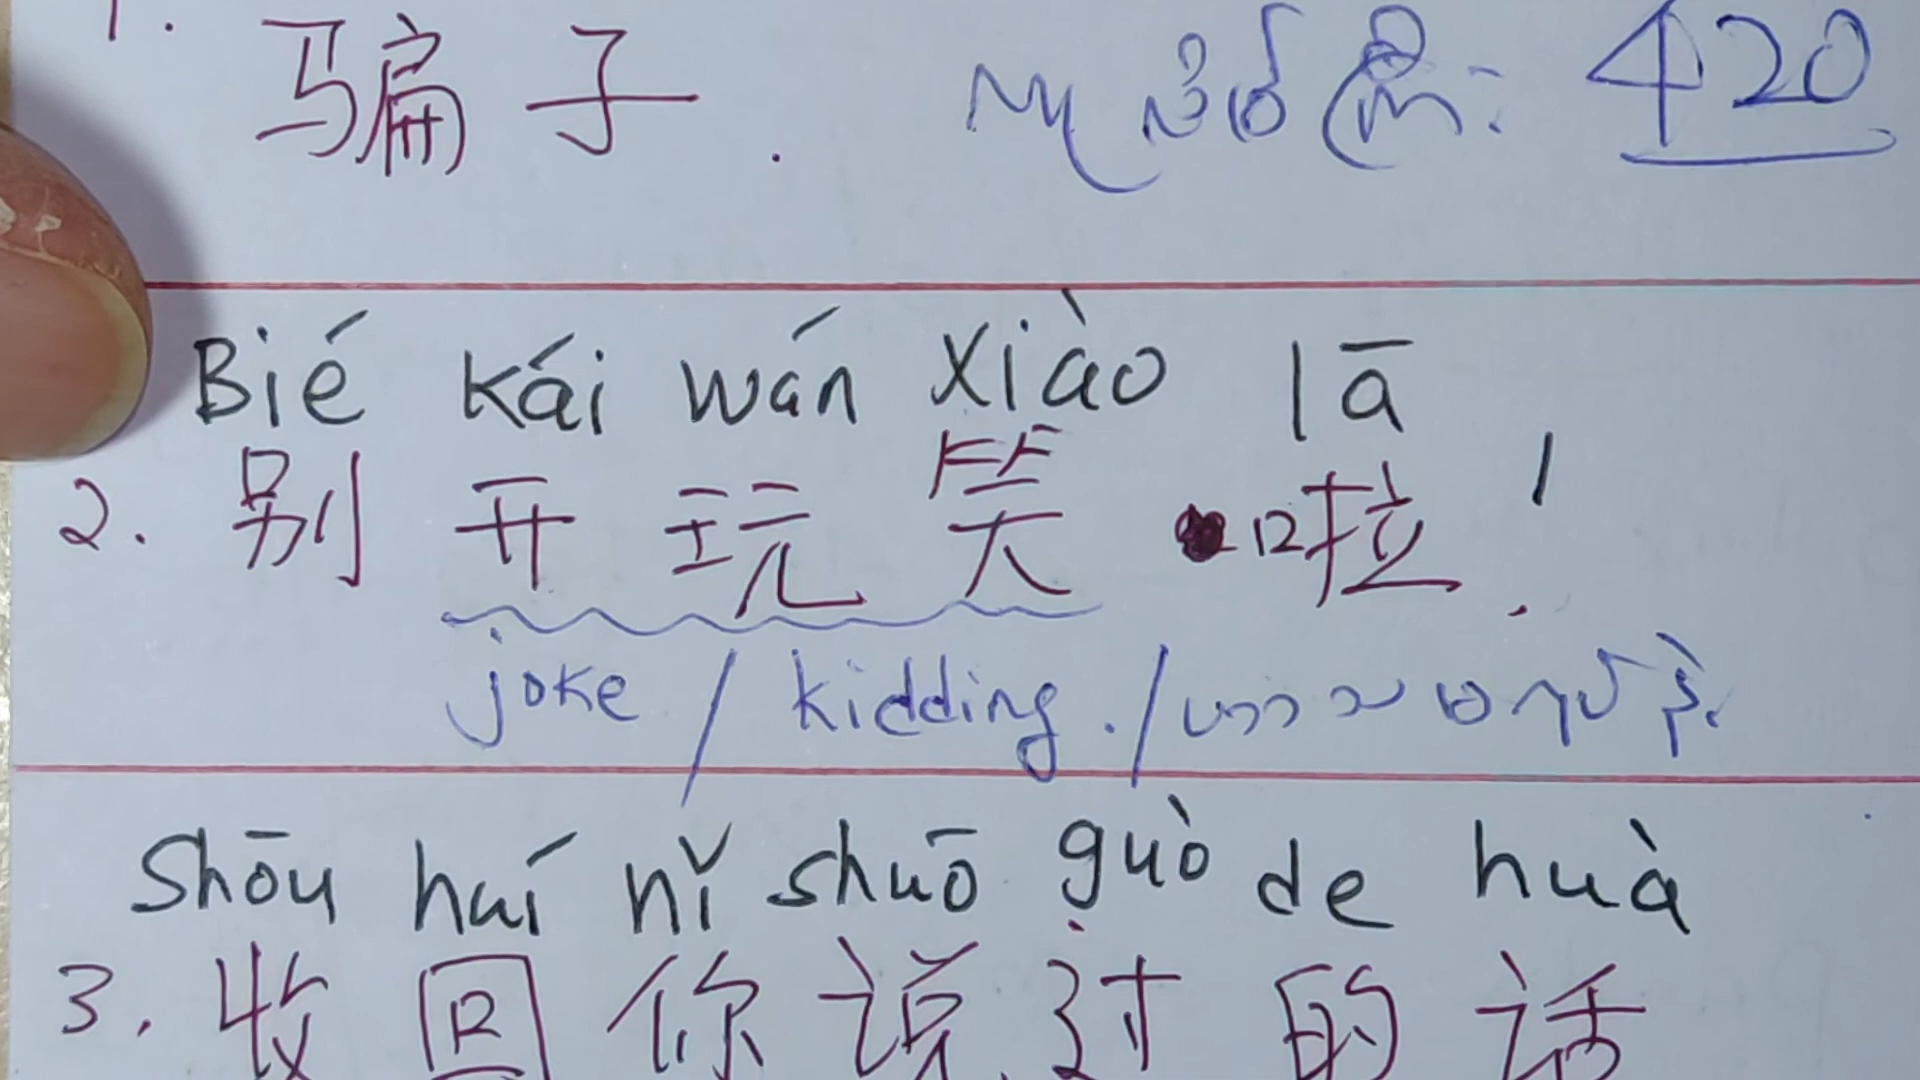 1. 骗子. 420
Bié kái wán xiào lā
2. 别开玩笑啦!
joke / kidding. /
Shōu huí nǐ shuō guò de huà
3. 收回你说过的话